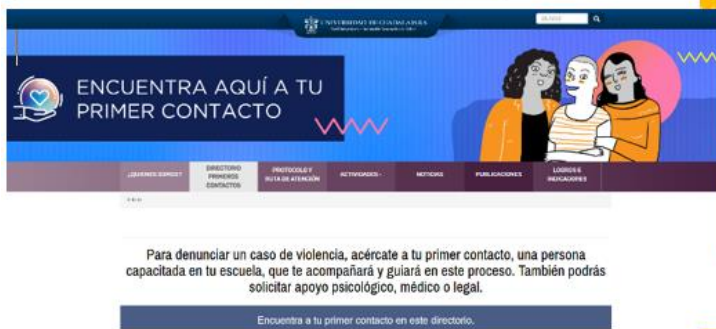 UNIVERSIDAD DE GUADALAJARA
ENCUENTRA AQUÍ A TU
PRIMER CONTACTO
¿QUIENES SOMOS?
DIRECTORIO
PRIMEROS
CONTACTOS
PROTOCOLO Y
RUTA DE ATENCIÓN
ACTIVIDADES
NOTICIAS
PUBLICACIONES
LOGROS E
INDICADORES
Para denunciar un caso de violencia, acércate a tu primer contacto, una persona
capacitada en tu escuela, que te acompañará y guiará en este proceso. También podrás
solicitar apoyo psicológico, médico o legal.
Encuentra a tu primer contacto en este directorio.